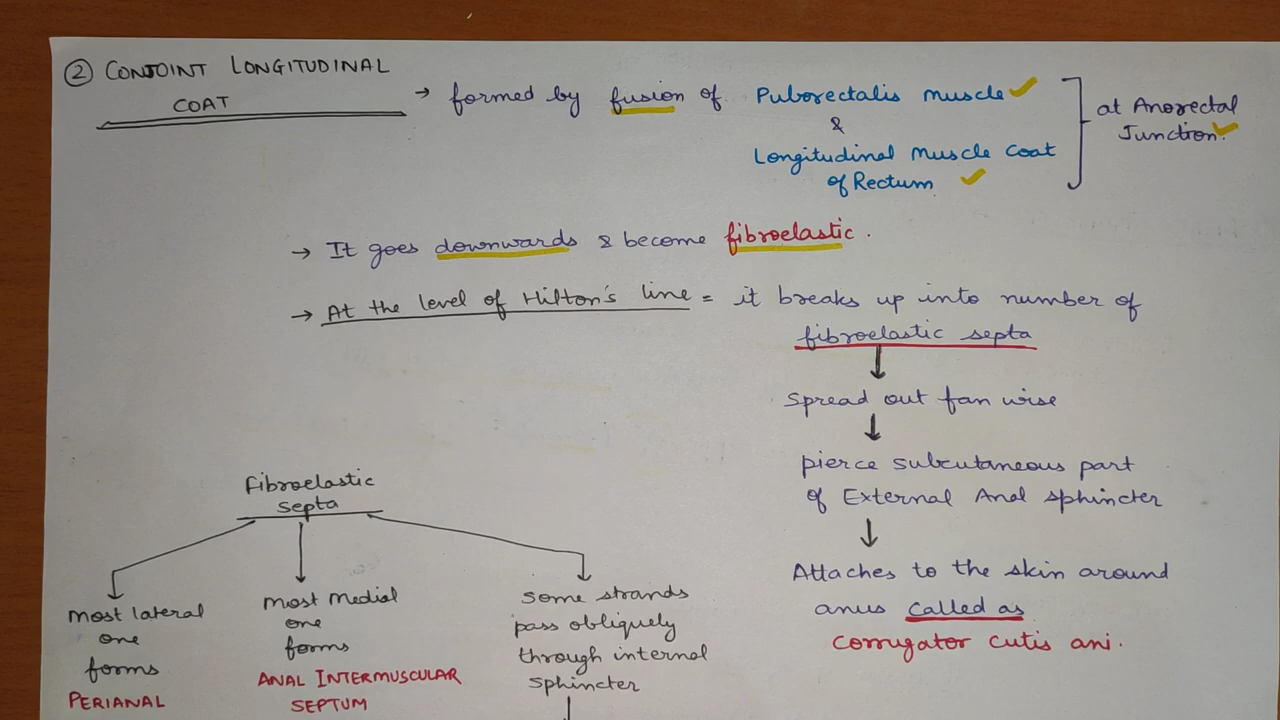 ② CONJOINT LONGITUDINAL
COAT
→ formed by fusion of Puborectalis muscle
&
Longitudinal Muscle Coat
of Rectum
at Anorectal
Junction.
→ It goes downwards & become fibroelastic.
→ At the level of Hilton's line = it breaks up into number of
fibroelastic septa
Spread out fan wise
pierce subcutaneous part
of External Anal Sphincter
Attaches to the skin around
anus called as
corrugator cutis ani.
Fibroelastic
septa
Most lateral
one
forms
PERIANAL
Most Medial
one
forms
ANAL INTERMUSCULAR
SEPTUM
Some strands
pass obliquely
through internal
Sphincter